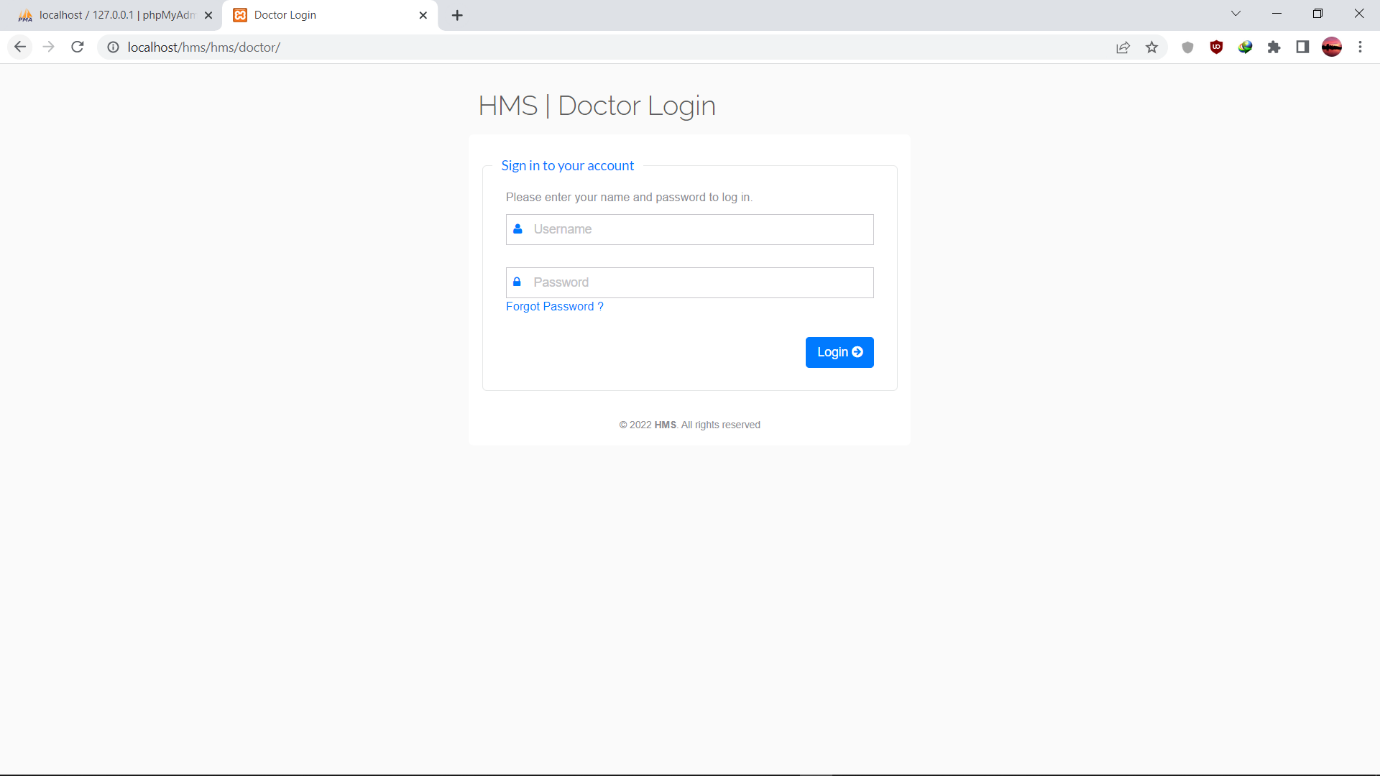 localhost / 127.0.0.1 | phpMyAdn
Doctor Login
localhost/hms/hms/doctor/
HMS | Doctor Login
Sign in to your account
Please enter your name and password to log in.
Username
Password
Forgot Password ?
Login
© 2022 HMS. All rights reserved